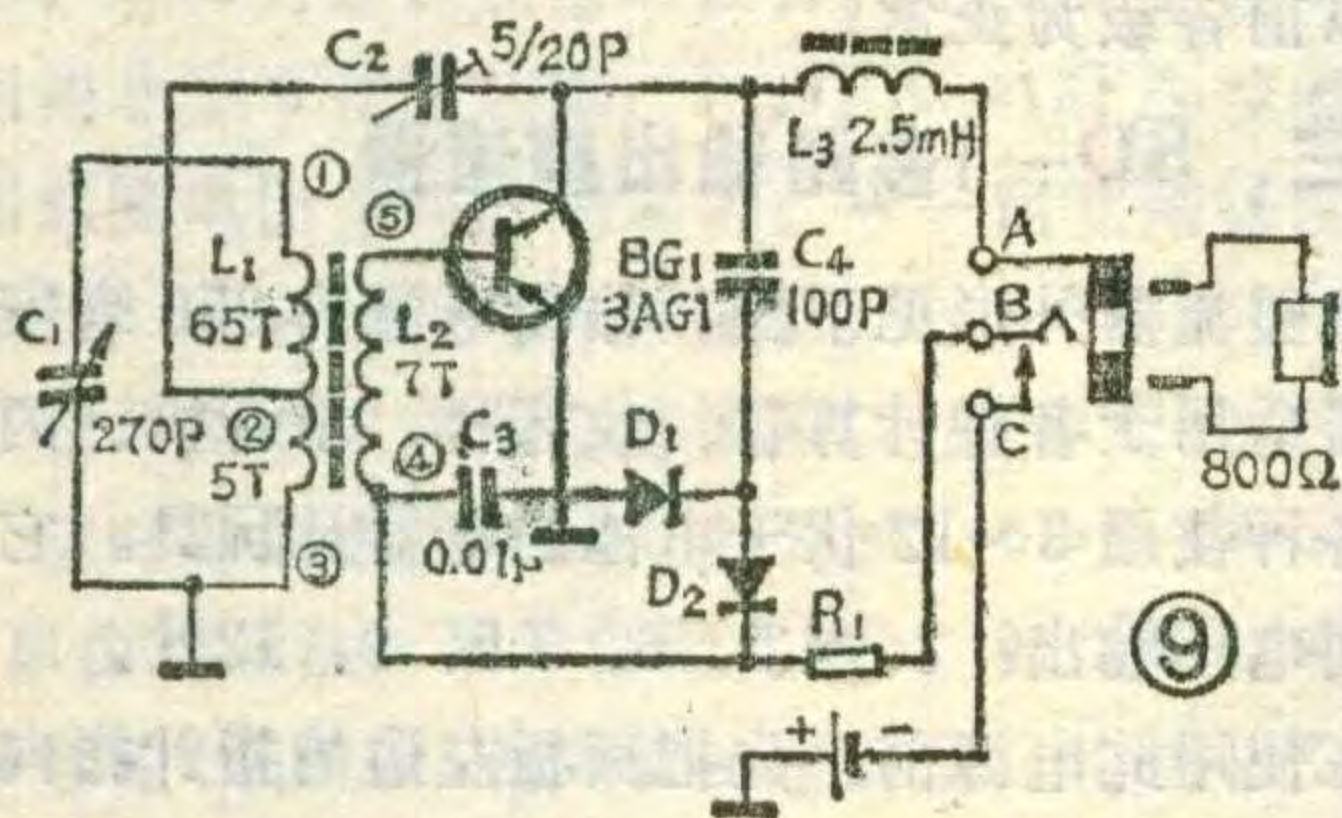 C2
5/20P
L3 2.5mH
①
⑤
A
L1
65T
L2
7T
BG1
3AG1
C4
100P
B
C1
270P
②
5T
④
C3
0.01μ
D1
C
800Ω
③
D2
R1
+
-
⑨